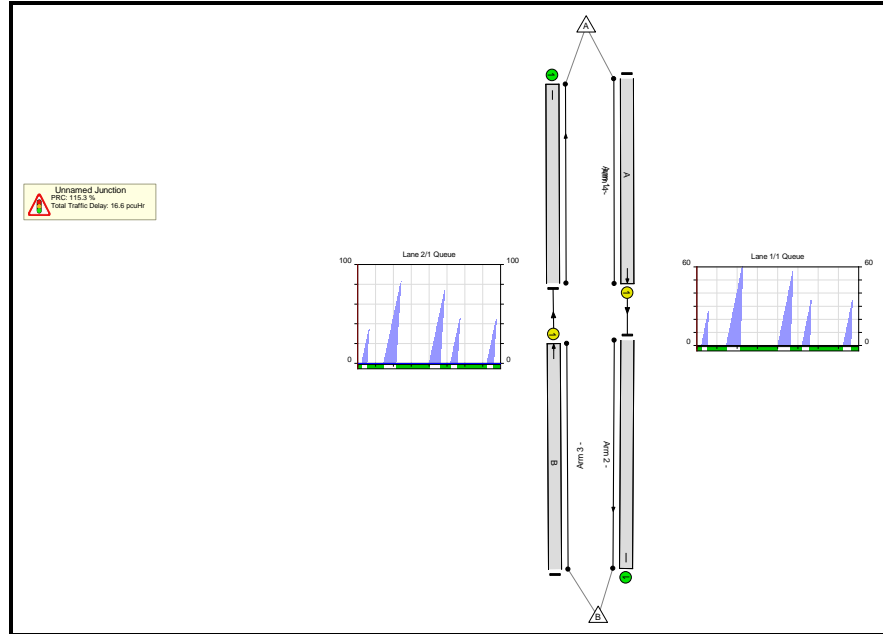 A
A
Unnamed Junction
PRC: 115.3 %
Total Traffic Delay: 16.6 pcuHr
Lane 2/1 Queue
100
100
0
0
Lane 1/1 Queue
60
60
0
0
B
Arm 3 -
Arm 2 -
B